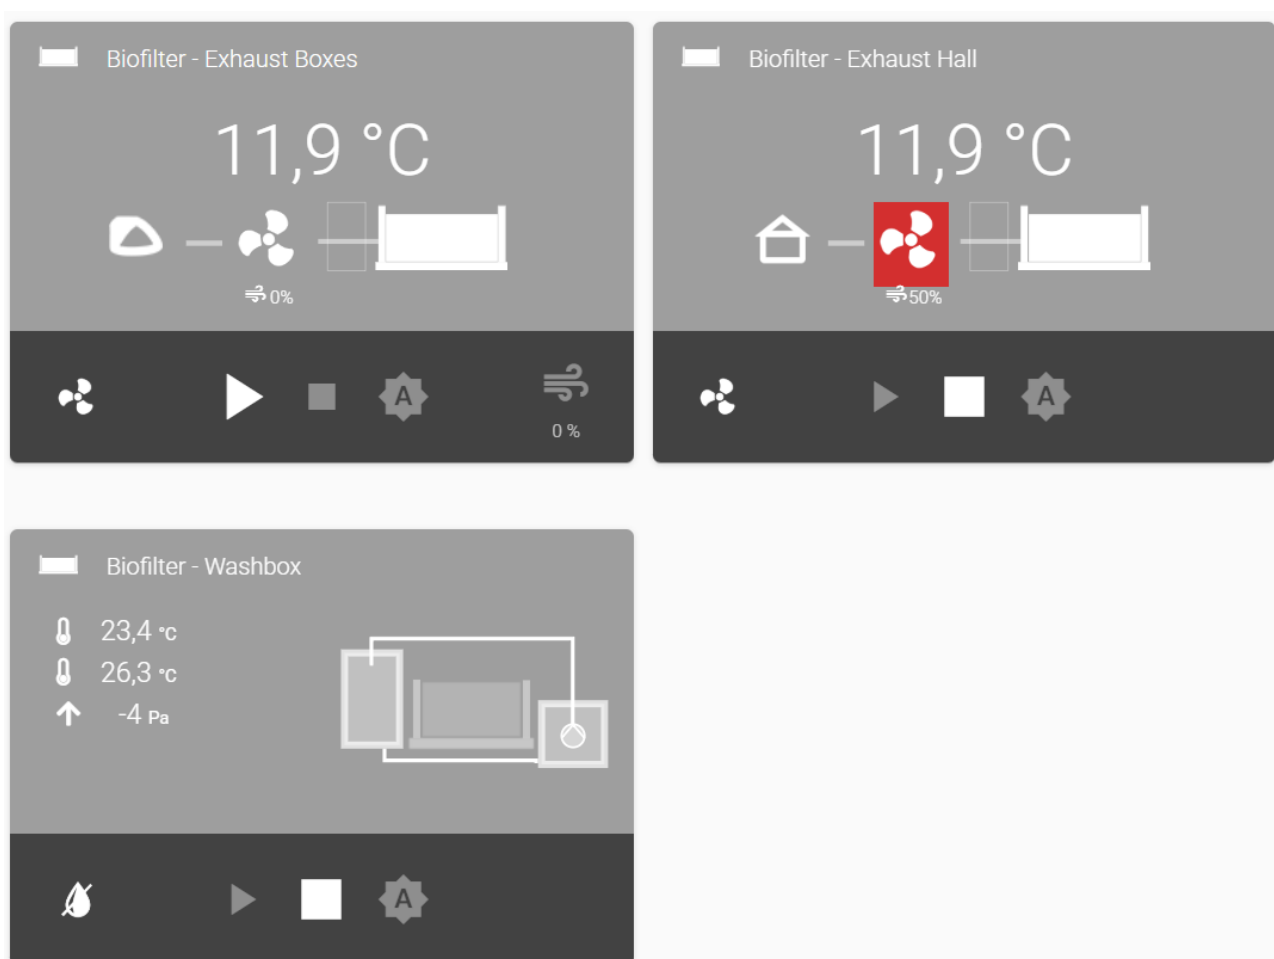 Biofilter - Exhaust Boxes
11,9 °C
0%
A
0 %
Biofilter - Exhaust Hall
11,9 °C
50%
A
Biofilter - Washbox
23,4 °C
26,3 °C
-4 Pa
A